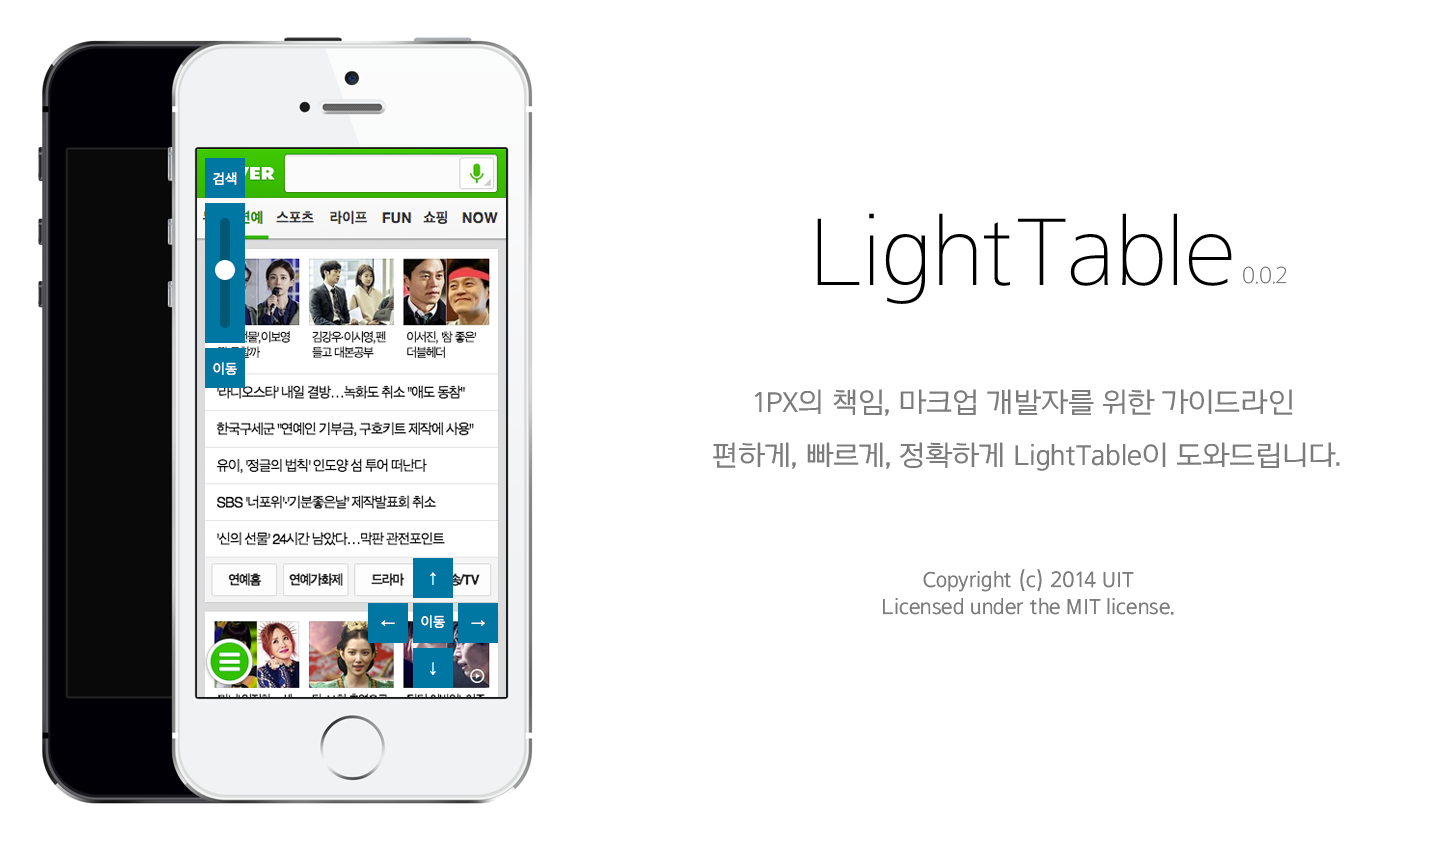 검색
VER
연예 스포츠 라이프 FUN 쇼핑 NOW
이보영
김강우·이시영,펜
들고 대본공부
이서진, '참 좋은'
더블헤더
이동
'라디오스타' 내일 결방…녹화도 취소 "애도 동참"
한국구세군 "연예인 기부금, 구호키트 제작에 사용"
유이, '정글의 법칙' 인도양 섬 투어 떠난다
SBS '너포위'·'기분좋은날' 제작발표회 취소
'신의 선물' 24시간 남았다…막판 관전포인트
연예홈 연예가화제 드라마 송/TV
↑
← 이동 →
↓
LightTable 0.0.2
1PX의 책임, 마크업 개발자를 위한 가이드라인
편하게, 빠르게, 정확하게 LightTable이 도와드립니다.
Copyright (c) 2014 UIT
Licensed under the MIT license.